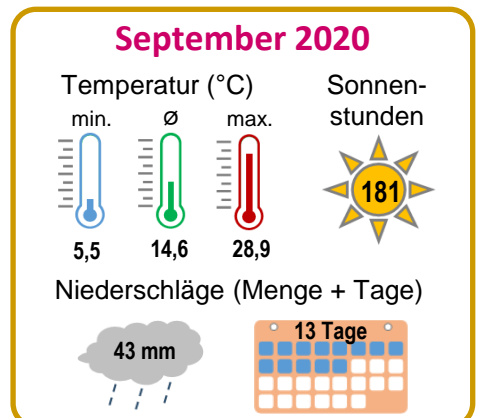 September 2020
Temperatur (°C)
Sonnen-
stunden
min. Ø max.
181
5,5 14,6 28,9
Niederschläge (Menge + Tage)
43 mm
13 Tage